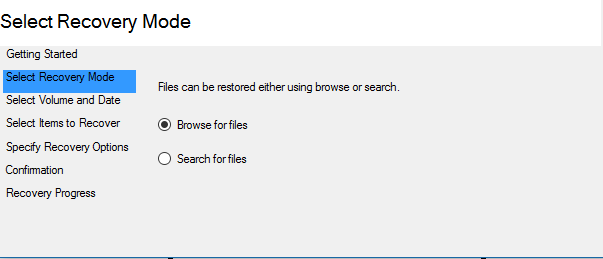 Select Recovery Mode
Getting Started
Select Recovery Mode
Select Volume and Date
Select Items to Recover
Specify Recovery Options
Confirmation
Recovery Progress
Files can be restored either using browse or search.
Browse for files
Search for files